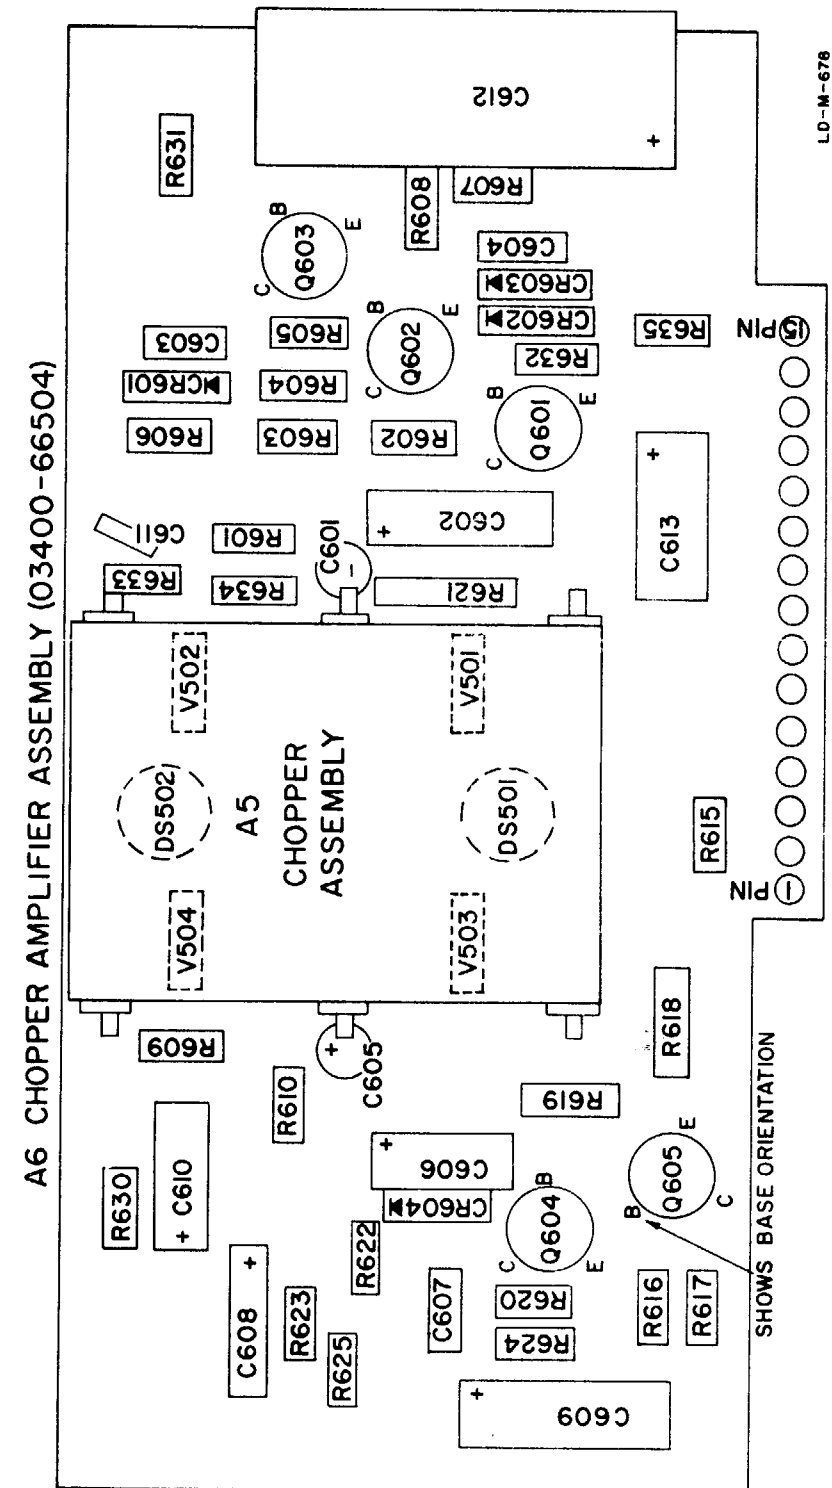 A6 CHOPPER AMPLIFIER ASSEMBLY (03400-66504)
LD-M-678
C612
+
R631
R608
R607
Q603
B
E
C
C604
CR603
CR602
R632
R635
PIN 15
C603
R605
Q602
B
E
C
CR601
R604
R606
R603
R602
Q601
B
E
C
C611
R601
C601
-
C602
+
C613
+
R633
R634
R621
V502
V501
DS502
A5
CHOPPER
ASSEMBLY
DS501
V504
V503
R615
PIN 1
R609
+
C605
R618
R610
R619
C610
+
R630
C606
+
CR604
Q604
B
C
E
Q605
E
B
C
SHOWS BASE ORIENTATION
R622
C608
+
R623
R625
C607
R620
R624
R616
R617
C609
+